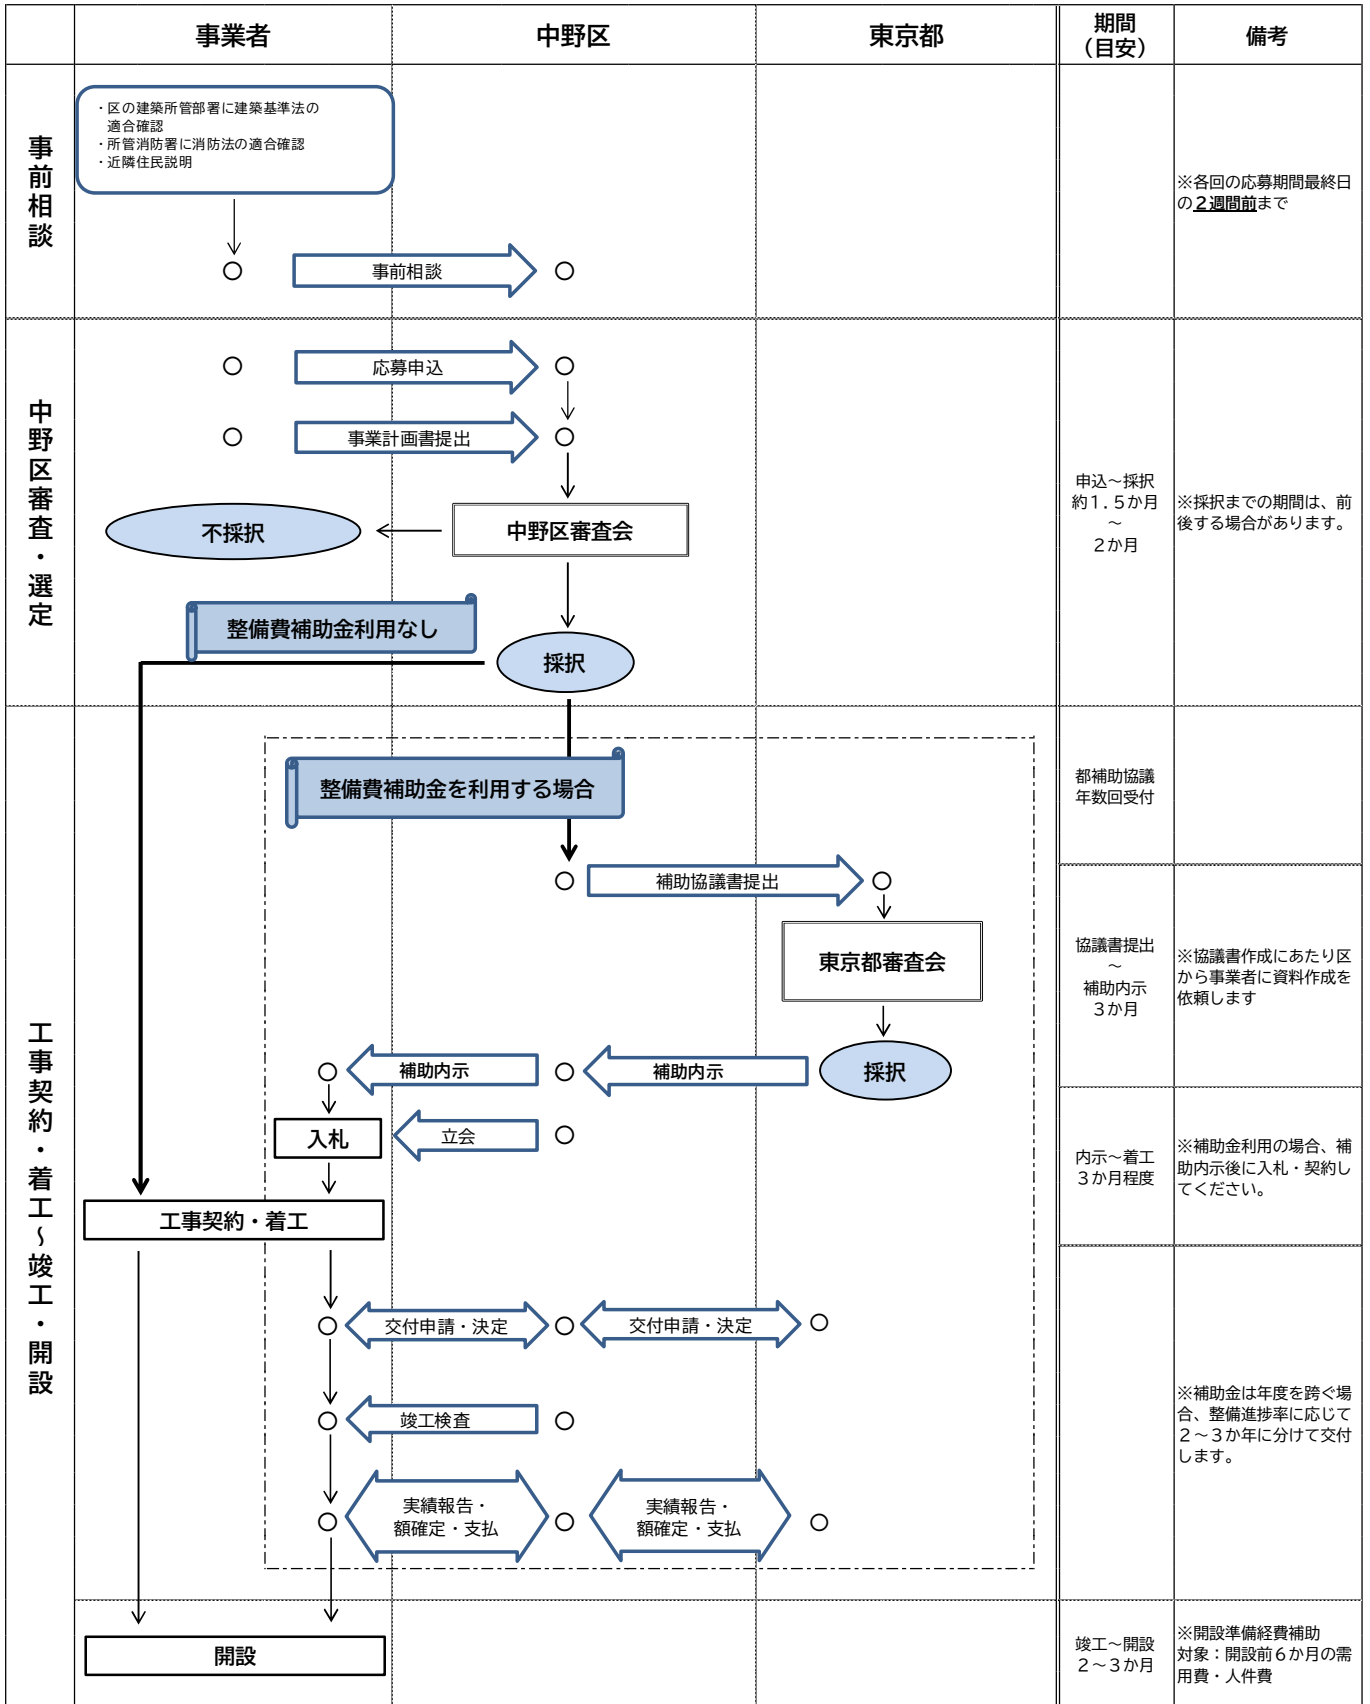 事業者
中野区
東京都
期間
（目安）
備考
事前相談
・区の建築所管部署に建築基準法の
適合確認
・所管消防署に消防法の適合確認
・近隣住民説明
事前相談
※各回の応募期間最終日
の２週間前まで
中野区審査・選定
応募申込
事業計画書提出
中野区審査会
不採択
整備費補助金利用なし
採択
申込～採択
約１．５か月
～
２か月
※採択までの期間は、前
後する場合があります。
工事契約・着工～竣工・開設
整備費補助金を利用する場合
都補助協議
年数回受付
補助協議書提出
東京都審査会
採択
協議書提出
～
補助内示
３か月
※協議書作成にあたり区
から事業者に資料作成を
依頼します
補助内示
補助内示
入札
立会
工事契約・着工
内示～着工
３か月程度
※補助金利用の場合、補
助内示後に入札・契約し
てください。
交付申請・決定
交付申請・決定
竣工検査
実績報告・
額確定・支払
実績報告・
額確定・支払
※補助金は年度を跨ぐ場
合、整備進捗率に応じて
２～３か年に分けて交付
します。
開設
竣工～開設
２～３か月
※開設準備経費補助
対象：開設前６か月の需
用費・人件費